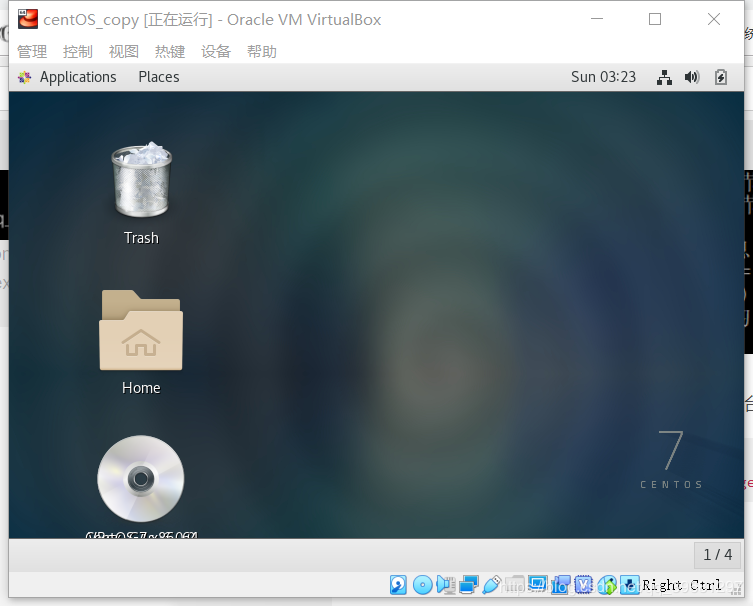 centOS_copy [正在运行] - Oracle VM VirtualBox
管理 控制 视图 热键 设备 帮助
Applications Places Sun 03:23
Trash
Home
7
CENTOS
1 / 4
Right Ctrl